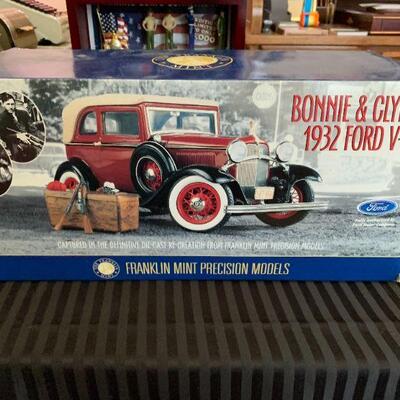 BONNIE & CLY
1932 FORD V-
Ford
CAPTURED IN THE DEFINITIVE DIE-CAST RE-CREATION FROM FRANKLIN MINT PRECISION MODELS
FRANKLIN MINT PRECISION MODELS